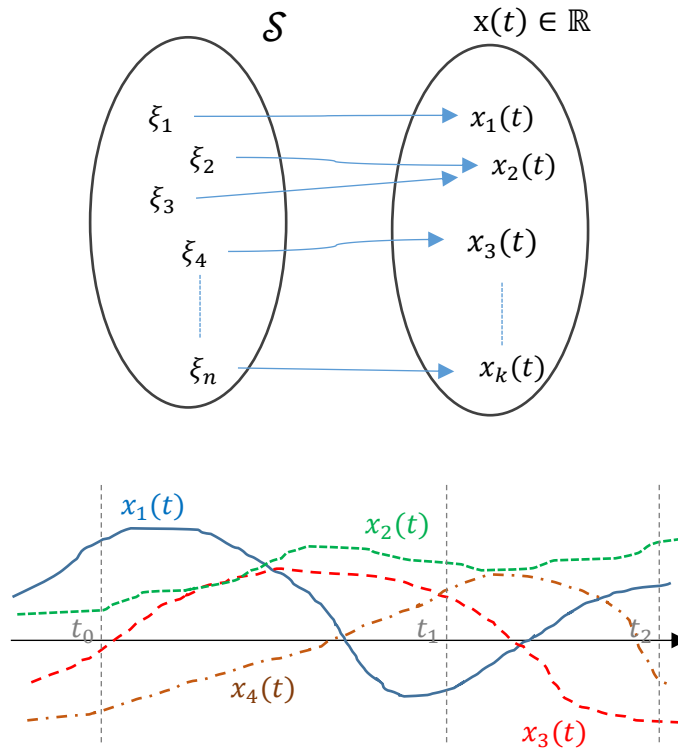 𝒮 x(t) ∈ ℝ
ξ₁ x₁(t)
ξ₂ x₂(t)
ξ₃
ξ₄ x₃(t)
ξₙ xₖ(t)
x₁(t)
x₂(t)
t₀ t₁ t₂
x₄(t)
x₃(t)